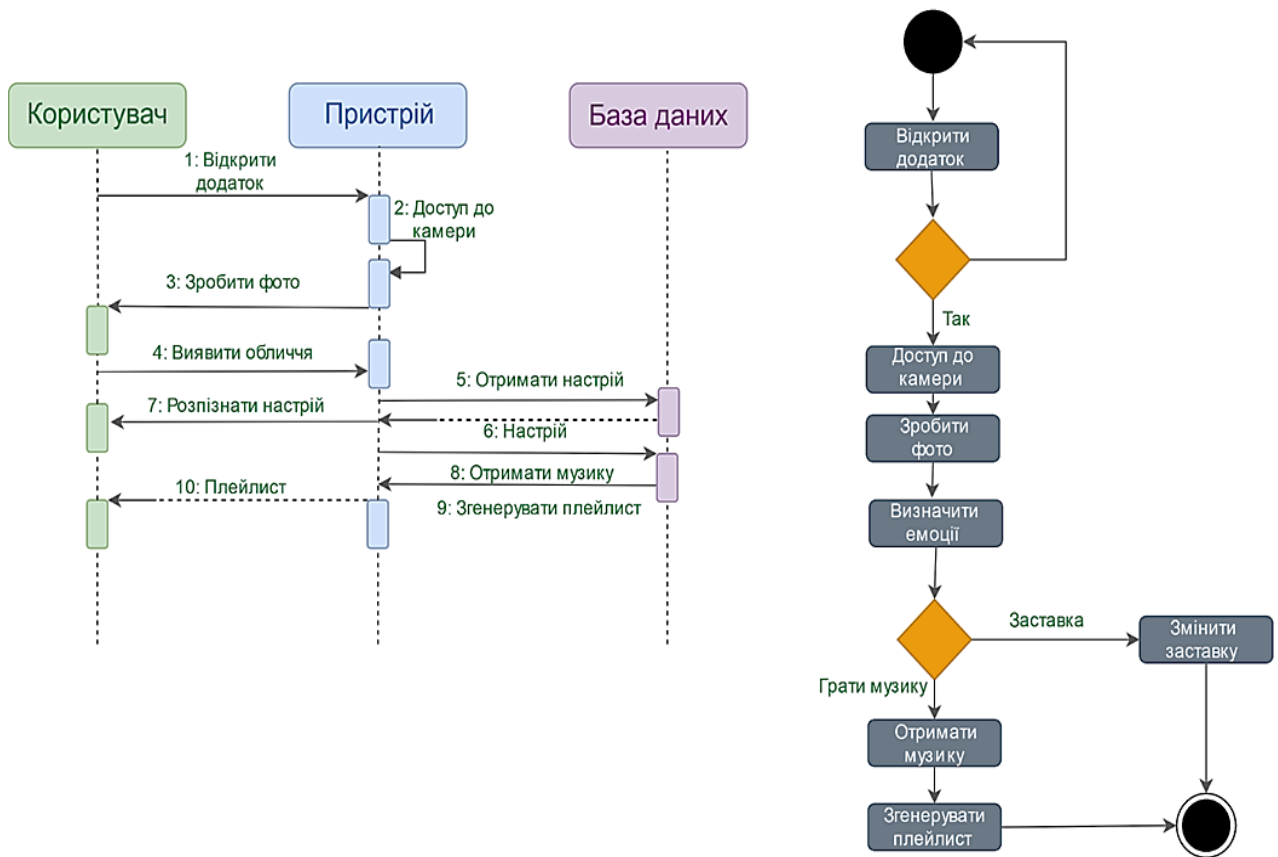 Користувач
Пристрій
База даних
1: Відкрити
додаток
2: Доступ до
камери
3: Зробити фото
4: Виявити обличчя
5: Отримати настрій
7: Розпізнати настрій
6: Настрій
8: Отримати музику
10: Плейлист
9: Згенерувати плейлист
Відкрити
додаток
Так
Доступ до
камери
Зробити
фото
Визначити
емоції
Заставка
Змінити
заставку
Грати музику
Отримати
музику
Згенерувати
плейлист